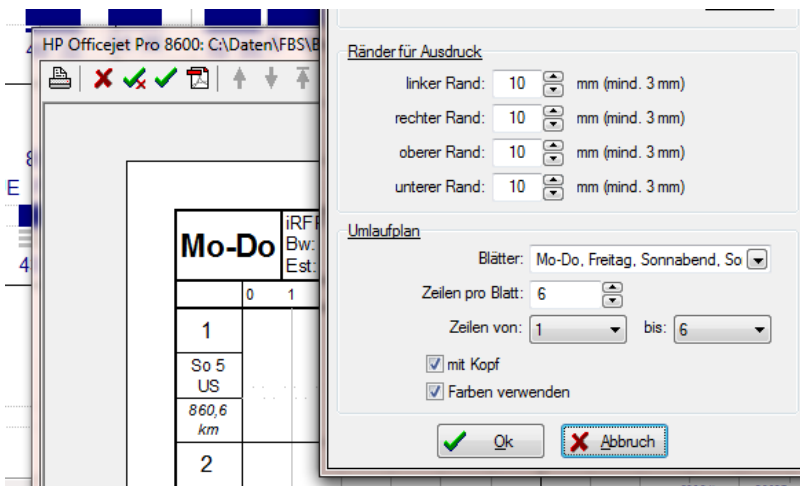 HP Officejet Pro 8600: C:\Daten\FBS\B
Mo-Do
Bw:
Est:
0 1
1
So 5
US
860,6
km
2
Ränder für Ausdruck
linker Rand: 10 mm (mind. 3 mm)
rechter Rand: 10 mm (mind. 3 mm)
oberer Rand: 10 mm (mind. 3 mm)
unterer Rand: 10 mm (mind. 3 mm)
Umlaufplan
Blätter: Mo-Do, Freitag, Sonnabend, So
Zeilen pro Blatt: 6
Zeilen von: 1 bis: 6
mit Kopf
Farben verwenden
Ok Abbruch